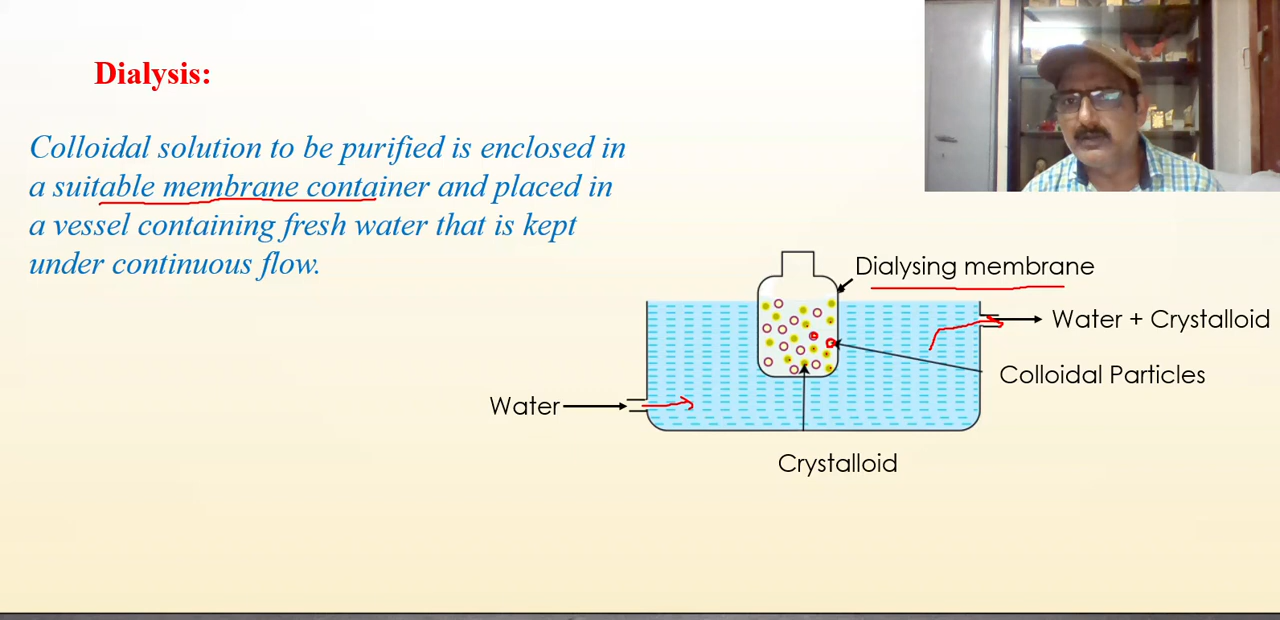 Dialysis:
Colloidal solution to be purified is enclosed in
a suitable membrane container and placed in
a vessel containing fresh water that is kept
under continuous flow.
Dialysing membrane
Water + Crystalloid
Colloidal Particles
Water
Crystalloid